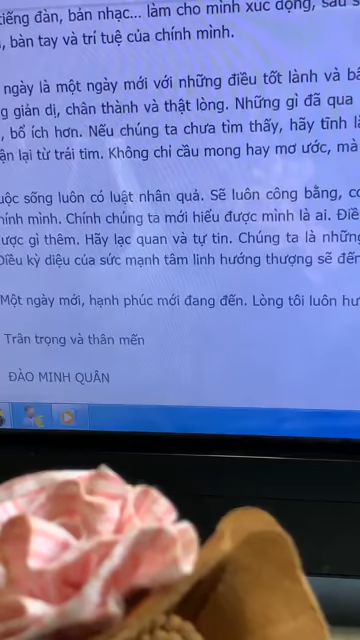 tiếng đàn, bản nhạc... làm cho mình xúc động, sâu
, bàn tay và trí tuệ của chính mình.
ngày là một ngày mới với những điều tốt lành và
giản dị, chân thành và thật lòng. Những gì đã qua
, bổ ích hơn. Nếu chúng ta chưa tìm thấy, hãy tĩnh
lại từ trái tim. Không chỉ cầu mong hay mơ ước, mà
sống luôn có luật nhân quả. Sẽ luôn công bằng,
mình. Chính chúng ta mới hiểu được mình là ai.
gì thêm. Hãy lạc quan và tự tin. Chúng ta là
kỳ diệu của sức mạnh tâm linh hướng thượng sẽ đến
Một ngày mới, hạnh phúc mới đang đến. Lòng tôi luôn
Trân trọng và thân mến
ĐÀO MINH QUÂN